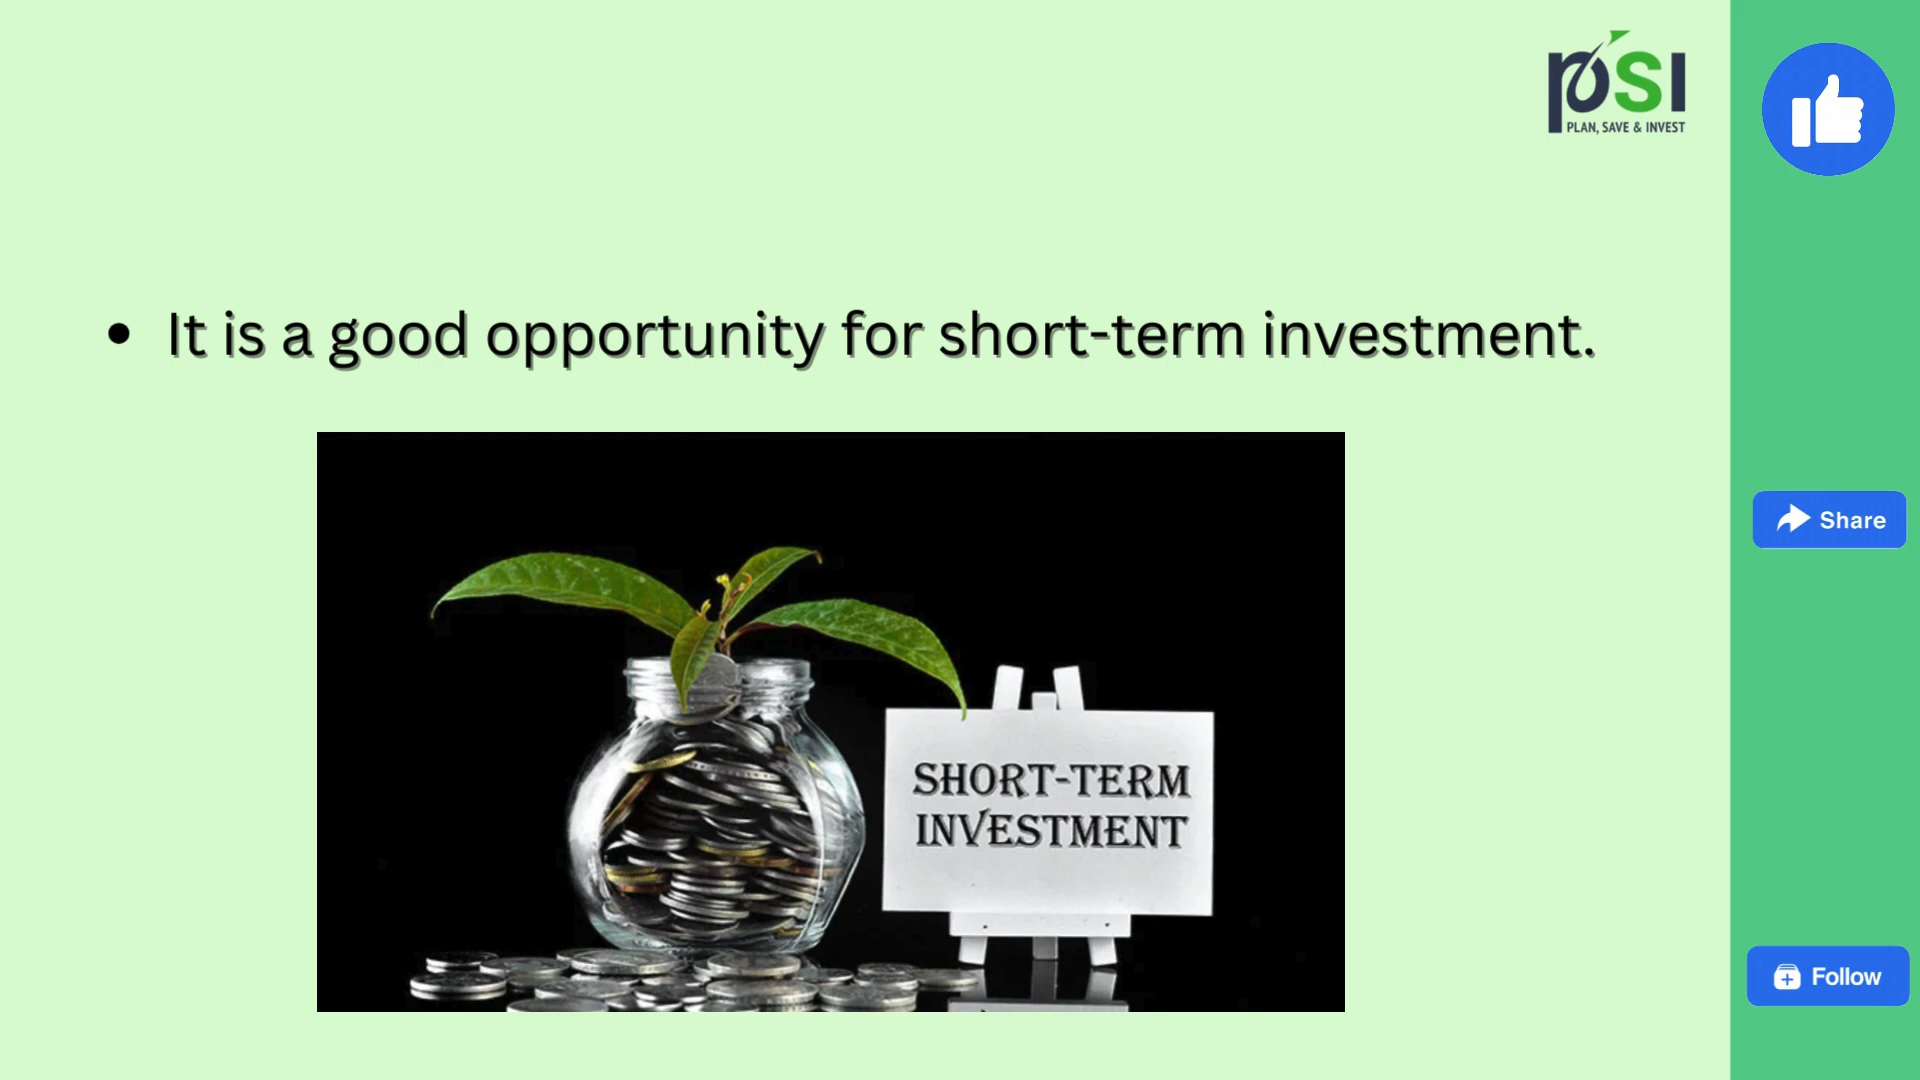 pSI
PLAN, SAVE & INVEST
• It is a good opportunity for short-term investment.
SHORT-TERM
INVESTMENT
Share
Follow